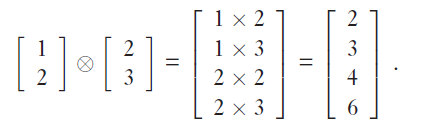 [ 1 2 ] ⊗ [ 2 3 ] = [ 1 × 2 1 × 3 2 × 2 2 × 3 ] = [ 2 3 4 6 ] .